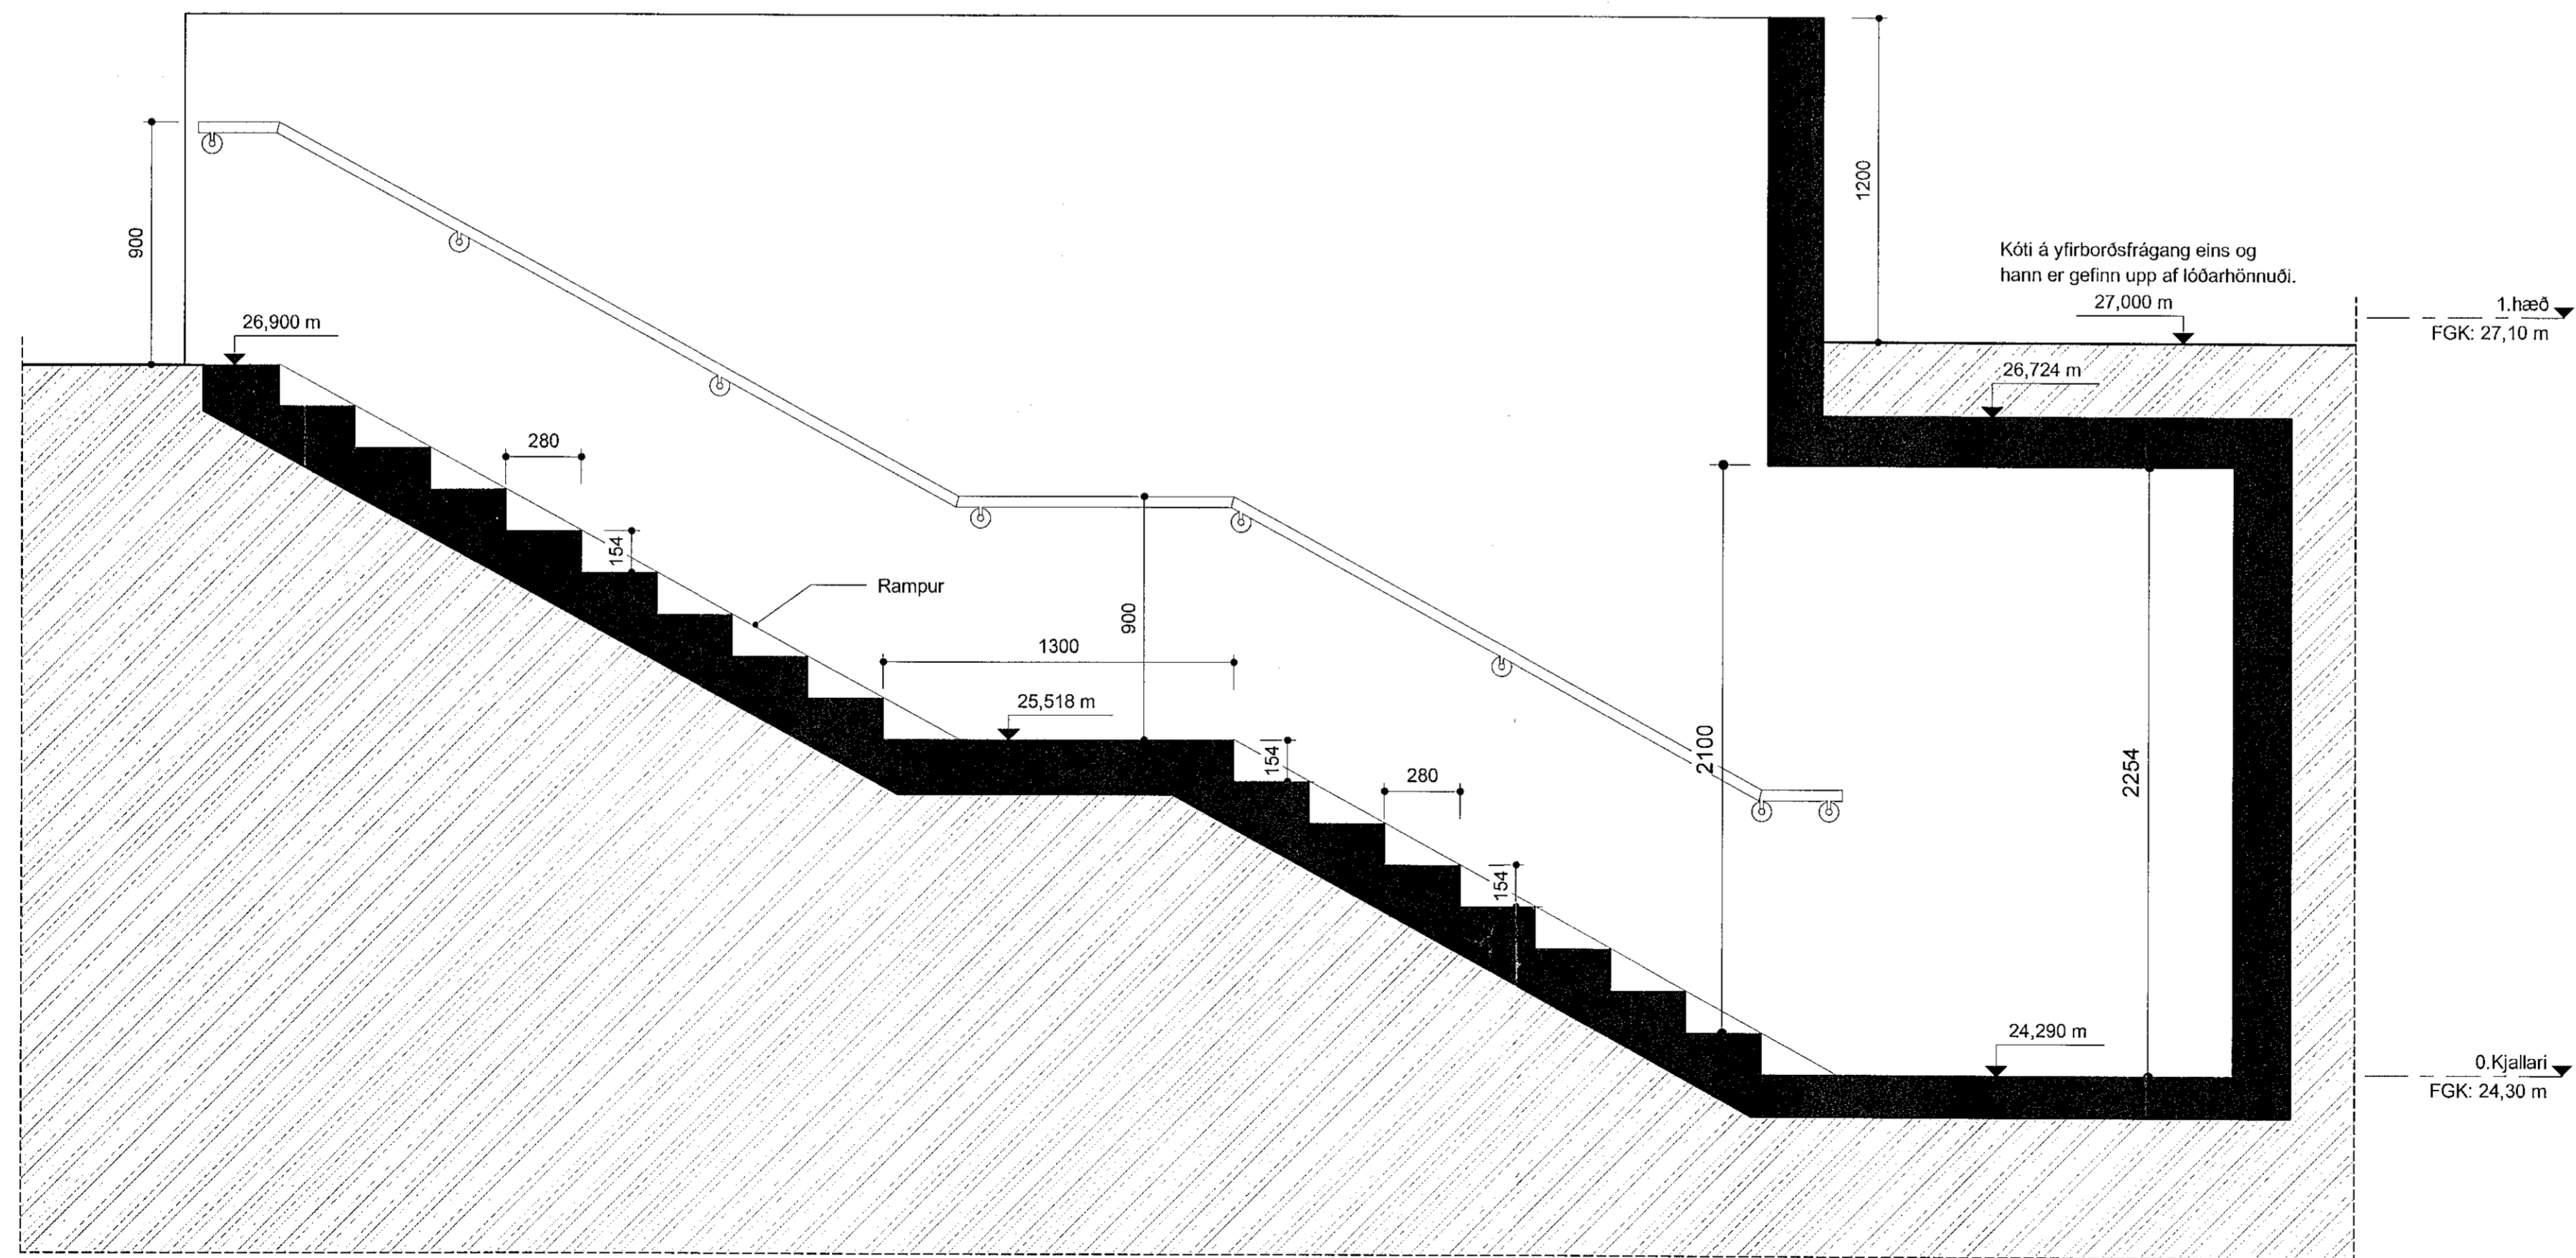 1200
900
Kóti á yfirborðsfrágang eins og
hann er gefinn upp af lóðarhönnuði.
27,000 m
1.hæð
FGK: 27,10 m
26,900 m
26,724 m
280
154
Rampur
900
1300
25,518 m
154
280
2100
2254
154
24,290 m
0.Kjallari
FGK: 24,30 m